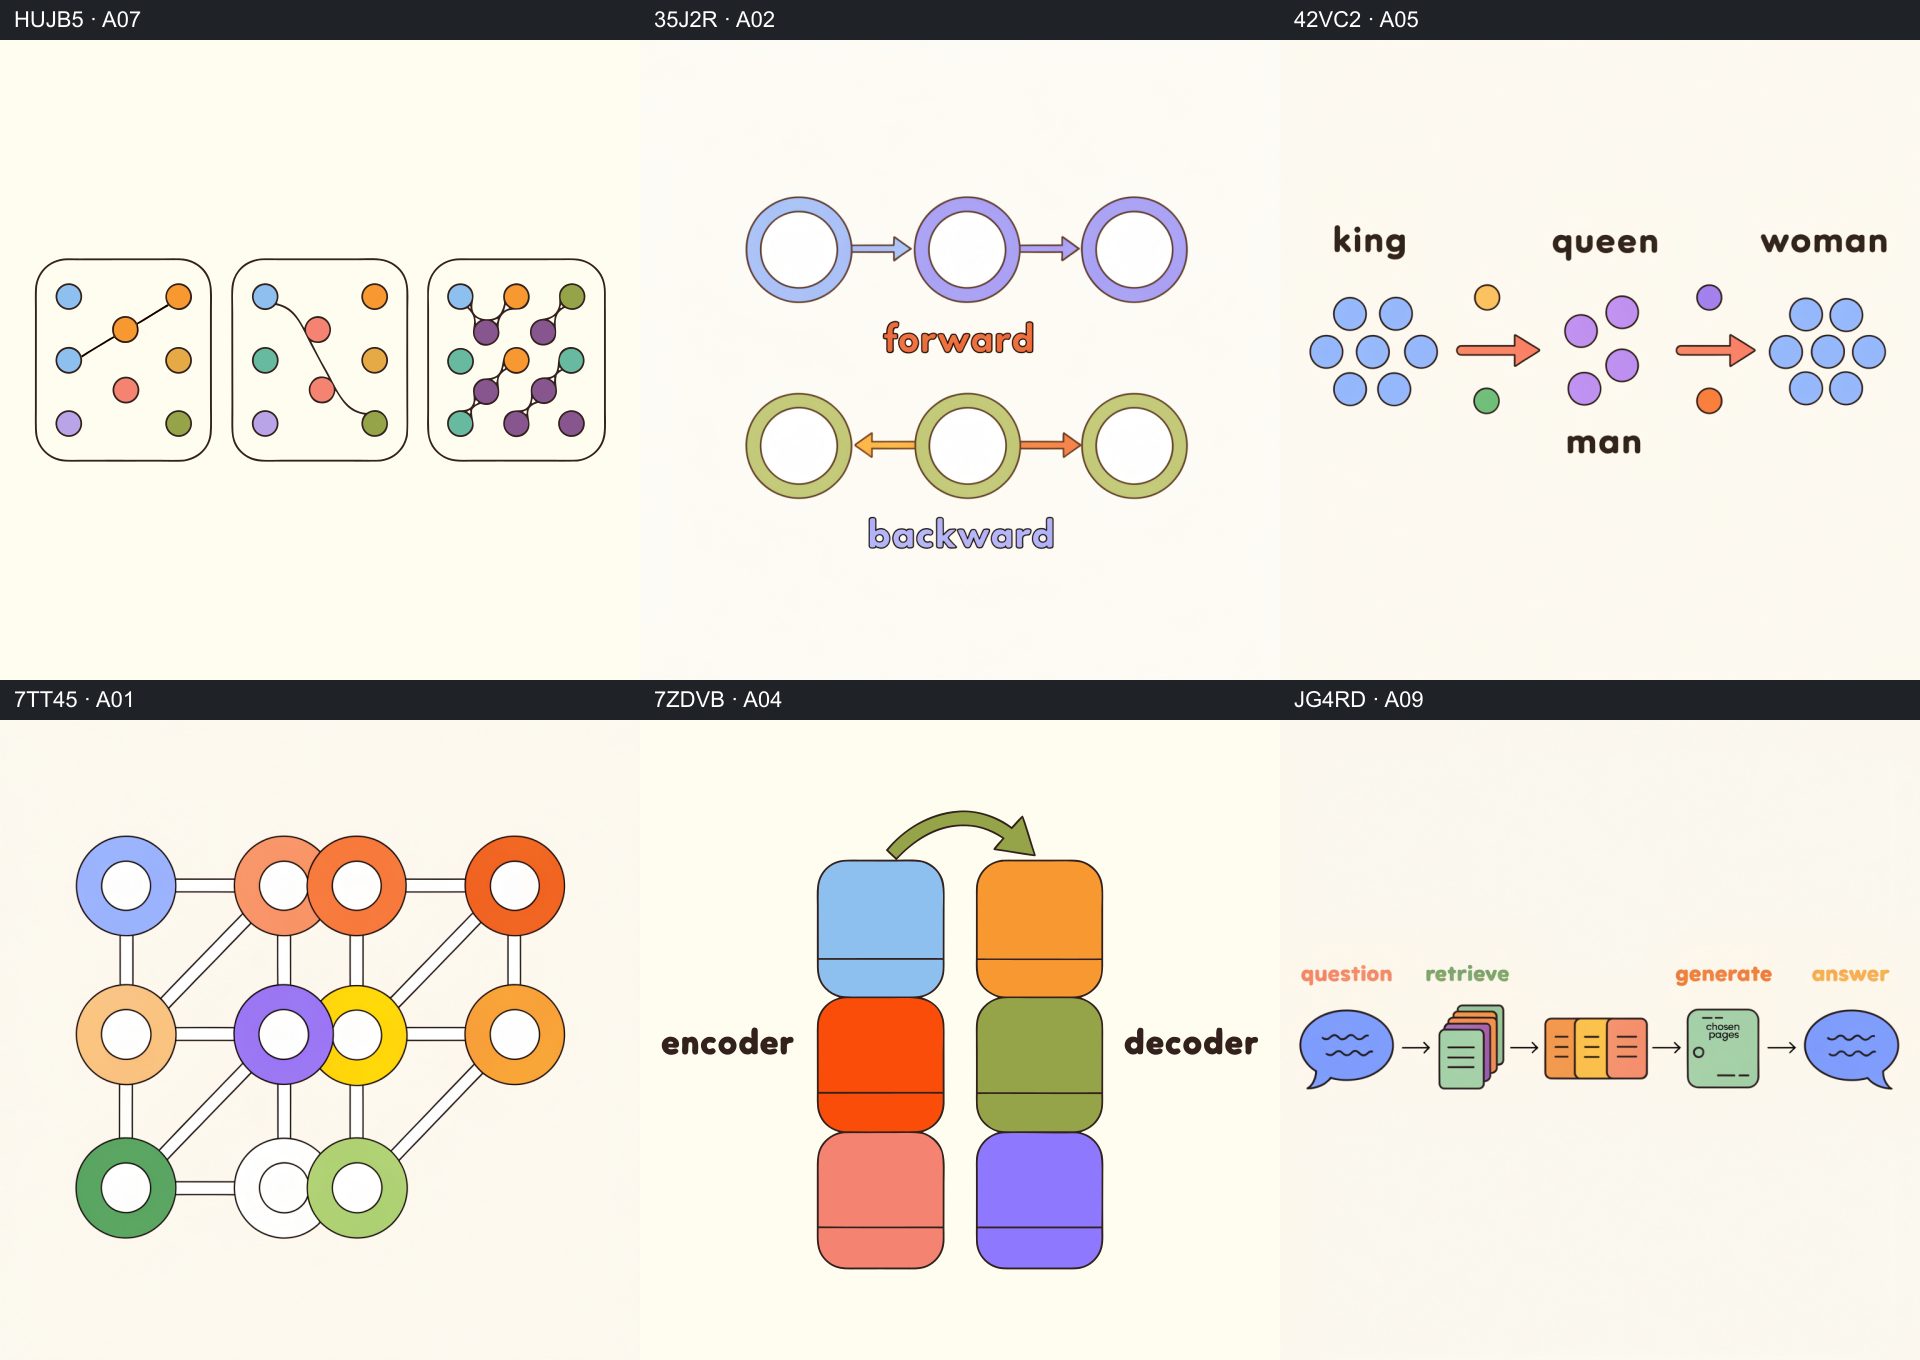 HUJB5 · A07
35J2R · A02
42VC2 · A05
forward
backward
king
queen
woman
man
7TT45 · A01
7ZDVB · A04
JG4RD · A09
encoder
decoder
question
retrieve
generate
answer
chosen
pages